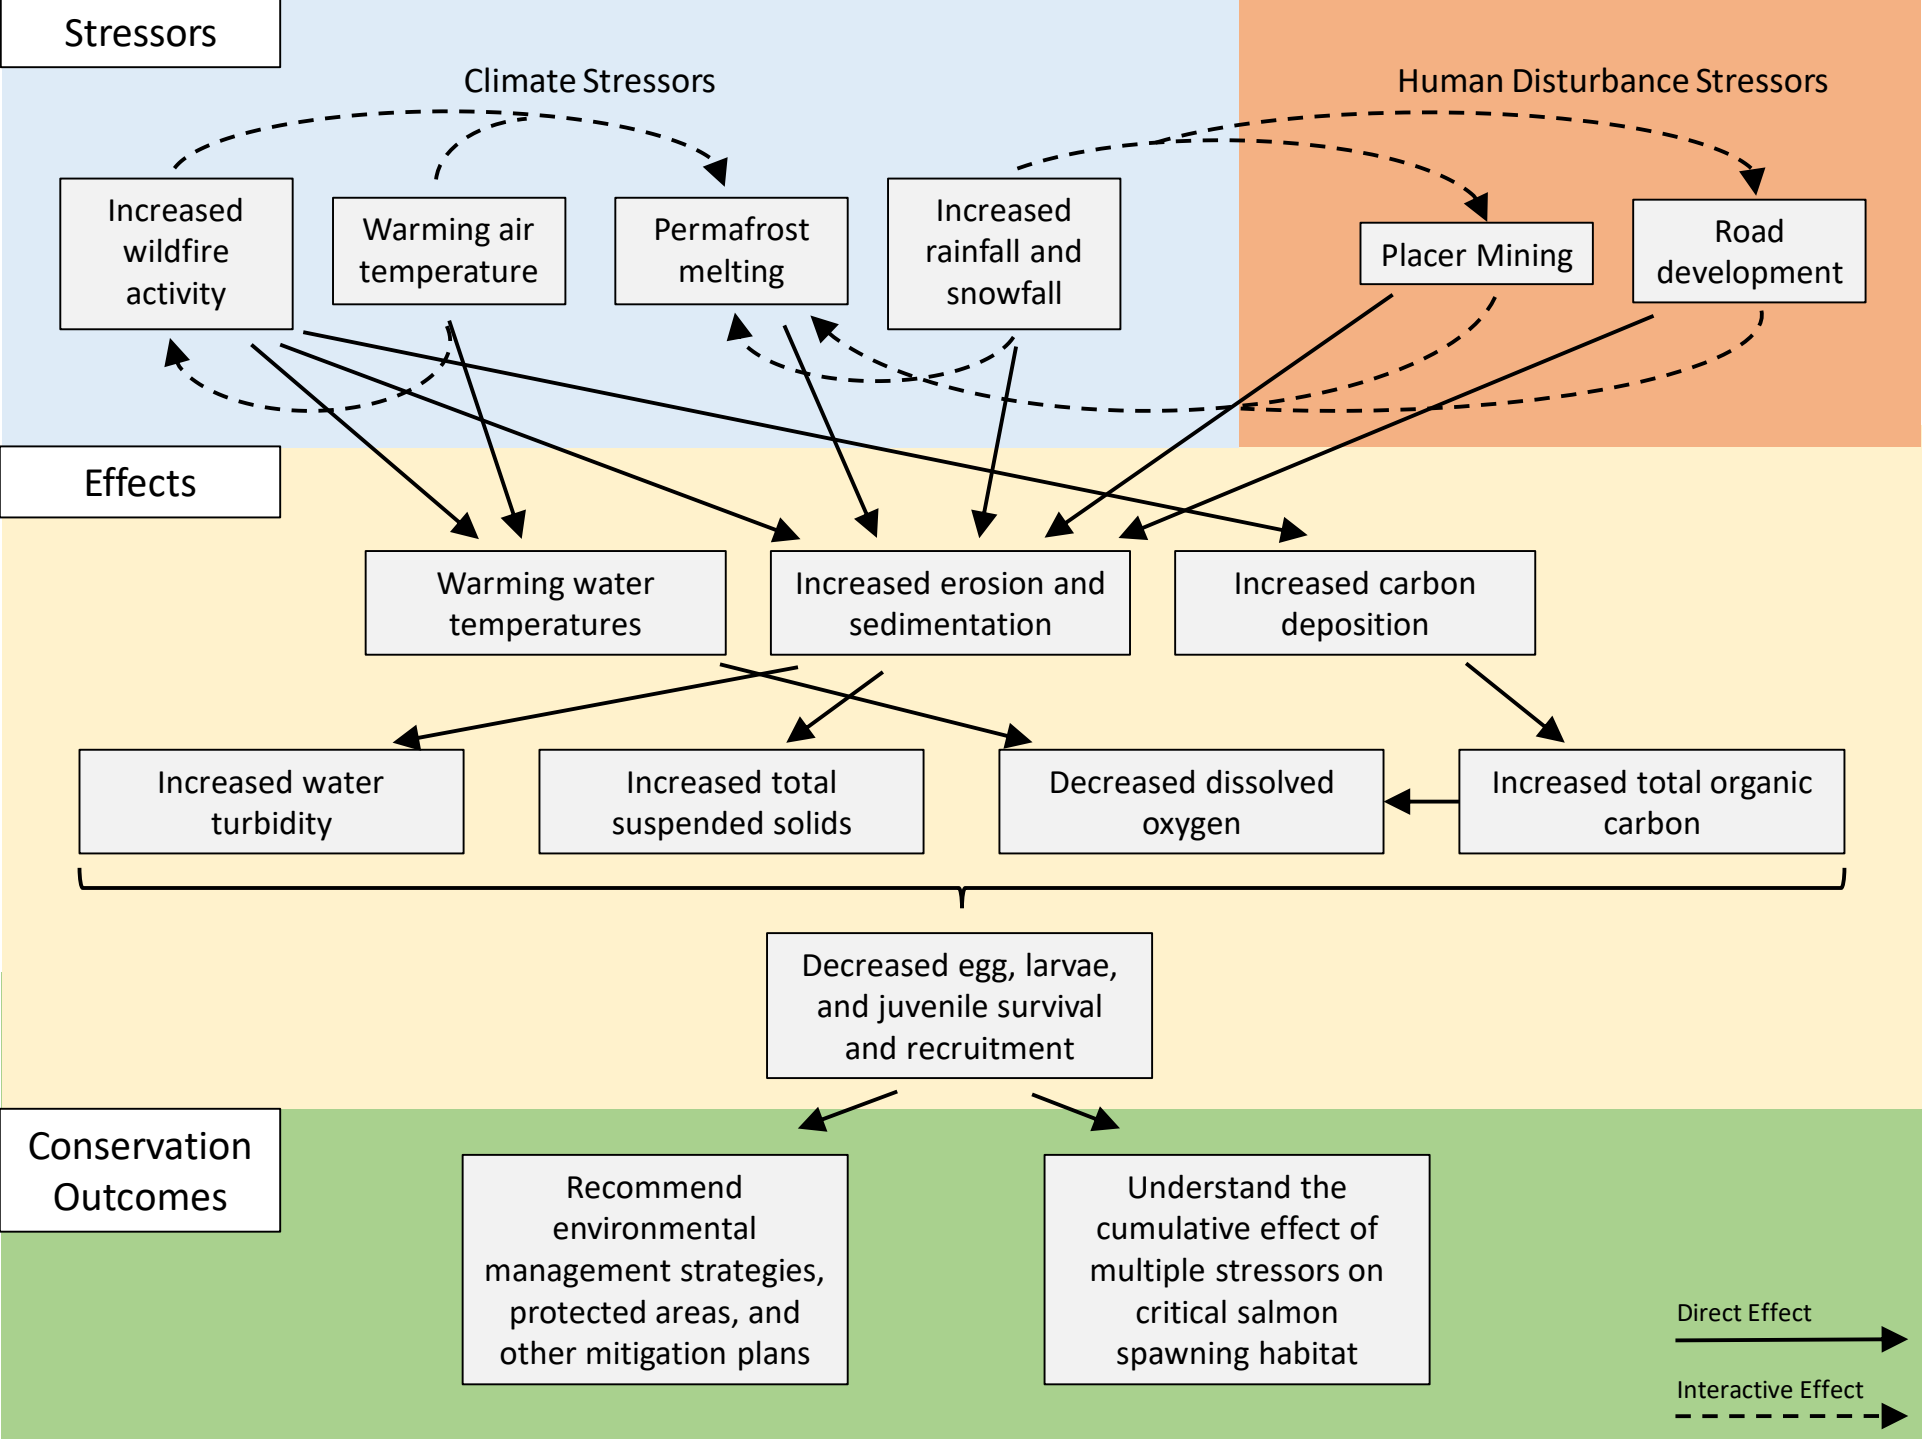 Stressors
Climate Stressors
Human Disturbance Stressors
Increased
wildfire
activity
Warming air
temperature
Permafrost
melting
Increased
rainfall and
snowfall
Placer Mining
Road
development
Effects
Warming water
temperatures
Increased erosion and
sedimentation
Increased carbon
deposition
Increased water
turbidity
Increased total
suspended solids
Decreased dissolved
oxygen
Increased total organic
carbon
Decreased egg, larvae,
and juvenile survival
and recruitment
Conservation
Outcomes
Recommend
environmental
management strategies,
protected areas, and
other mitigation plans
Understand the
cumulative effect of
multiple stressors on
critical salmon
spawning habitat
Direct Effect
Interactive Effect